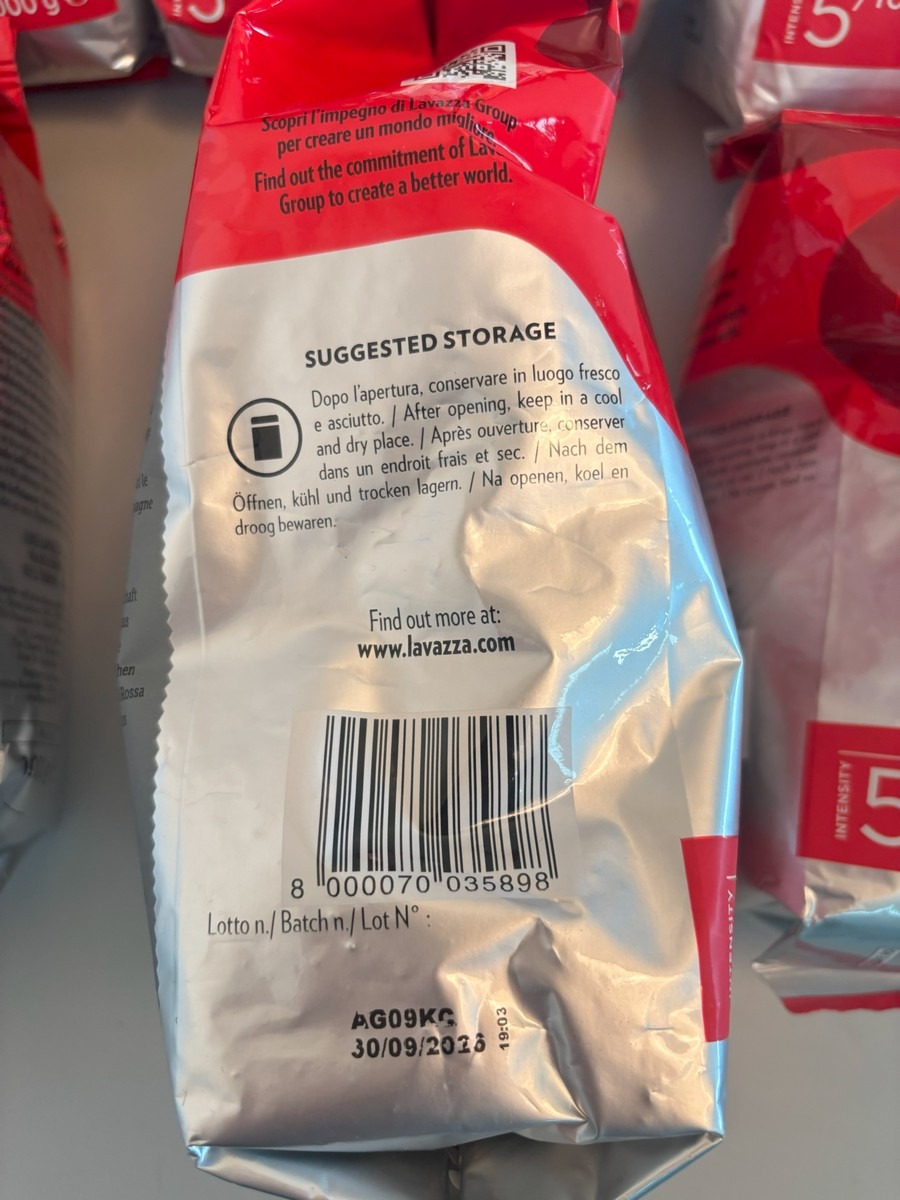 Scopri l'impegno di Lavazza Group
per creare un mondo migliore.
Find out the commitment of
Group to create a better world.
SUGGESTED STORAGE
Dopo l'apertura, conservare in luogo fresco
e asciutto. / After opening, keep in a cool
and dry place. / Après ouverture, conserver
dans un endroit frais et sec. / Nach dem
Öffnen, kühl und trocken lagern. / Na openen, koel en
droog bewaren.
Find out more at:
www.lavazza.com
8 000070 035898
Lotto n./ Batch n./ Lot N° :
AG09KC
19:03
INTENSITY
5
INTENSITY
5